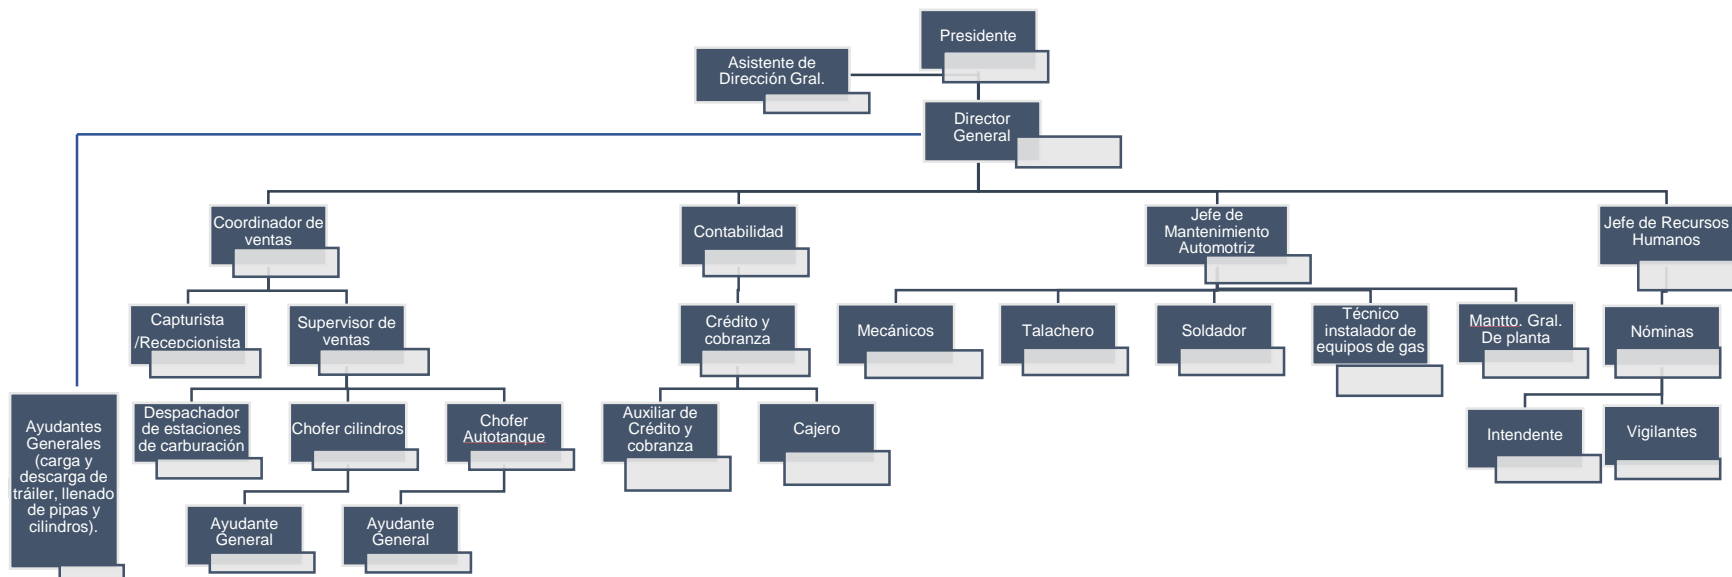 Presidente
Asistente de
Dirección Gral.
Director
General
Coordinador de
ventas
Contabilidad
Jefe de
Mantenimiento
Automotriz
Jefe de Recursos
Humanos
Capturista
/Recepcionista
Supervisor de
ventas
Crédito y
cobranza
Mecánicos
Talachero
Soldador
Técnico
instalador de
equipos de gas
Mantto. Gral.
De planta
Nóminas
Ayudantes
Generales
(carga y
descarga de
tráiler, llenado
de pipas y
cilindros).
Despachador
de estaciones
de carburación
Chofer cilindros
Chofer
Autotanque
Auxiliar de
Crédito y
cobranza
Cajero
Intendente
Vigilantes
Ayudante
General
Ayudante
General